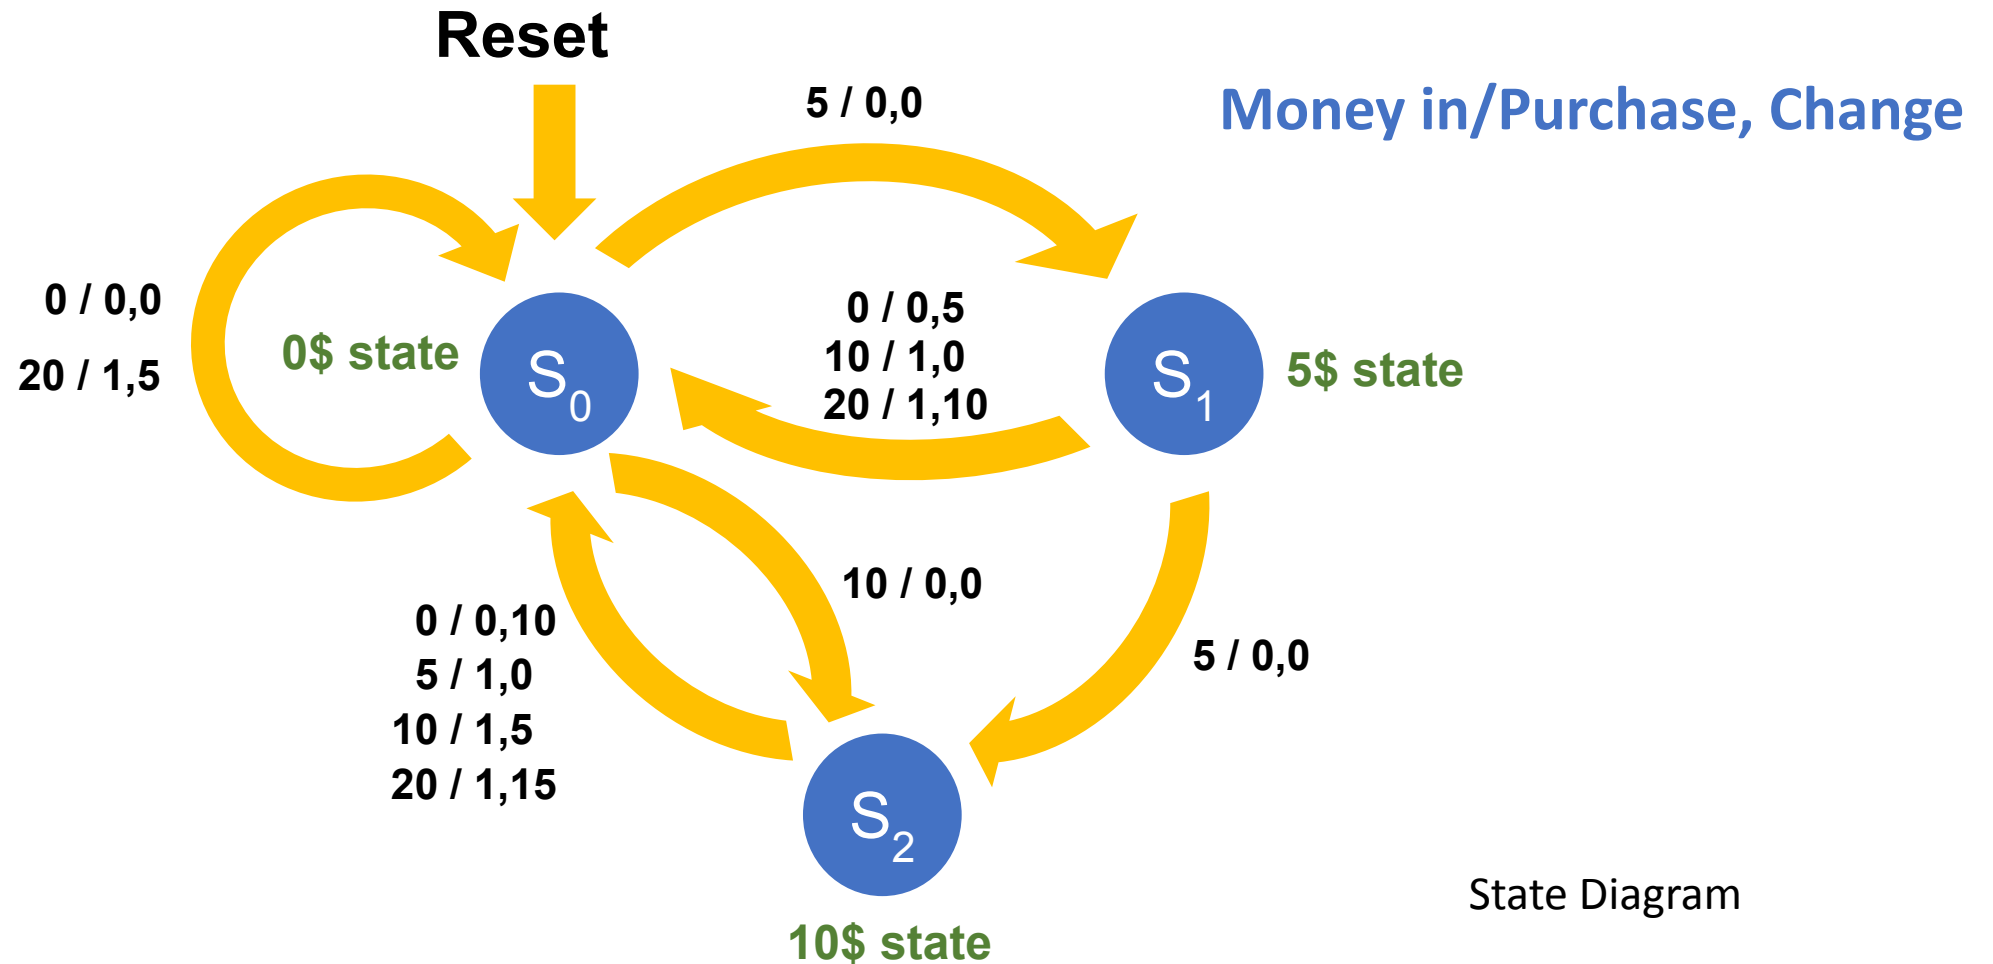 Reset
5 / 0,0
Money in/Purchase, Change
0 / 0,0
20 / 1,5
0$ state
S0
0 / 0,5
10 / 1,0
20 / 1,10
S1
5$ state
10 / 0,0
0 / 0,10
5 / 1,0
10 / 1,5
20 / 1,15
5 / 0,0
S2
10$ state
State Diagram